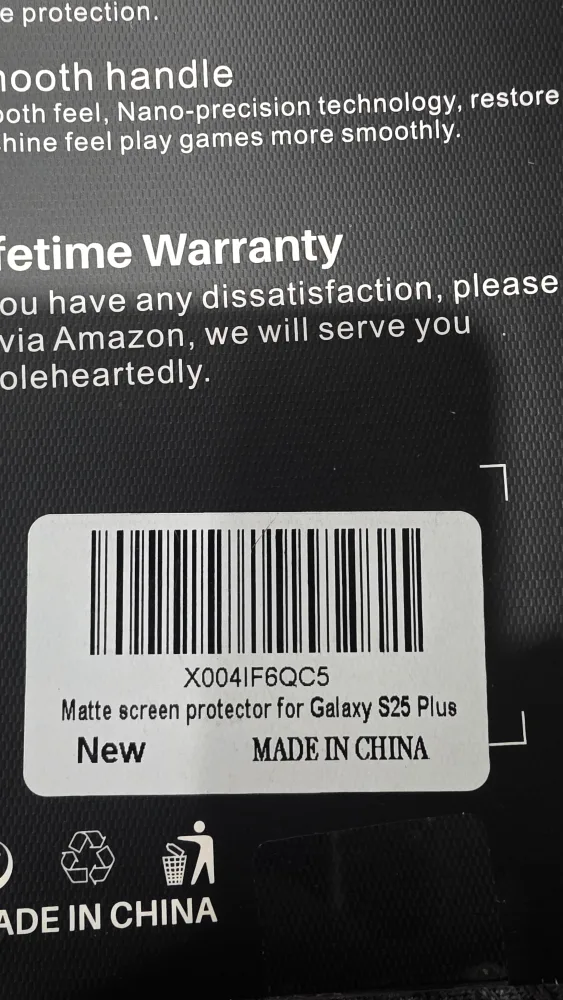 e protection.
ooth handle
ooth feel, Nano-precision technology, restore
hine feel play games more smoothly.
fetime Warranty
ou have any dissatisfaction, please
via Amazon, we will serve you
oleheartedly.
X004IF6QC5
Matte screen protector for Galaxy S25 Plus
New MADE IN CHINA
ADE IN CHINA